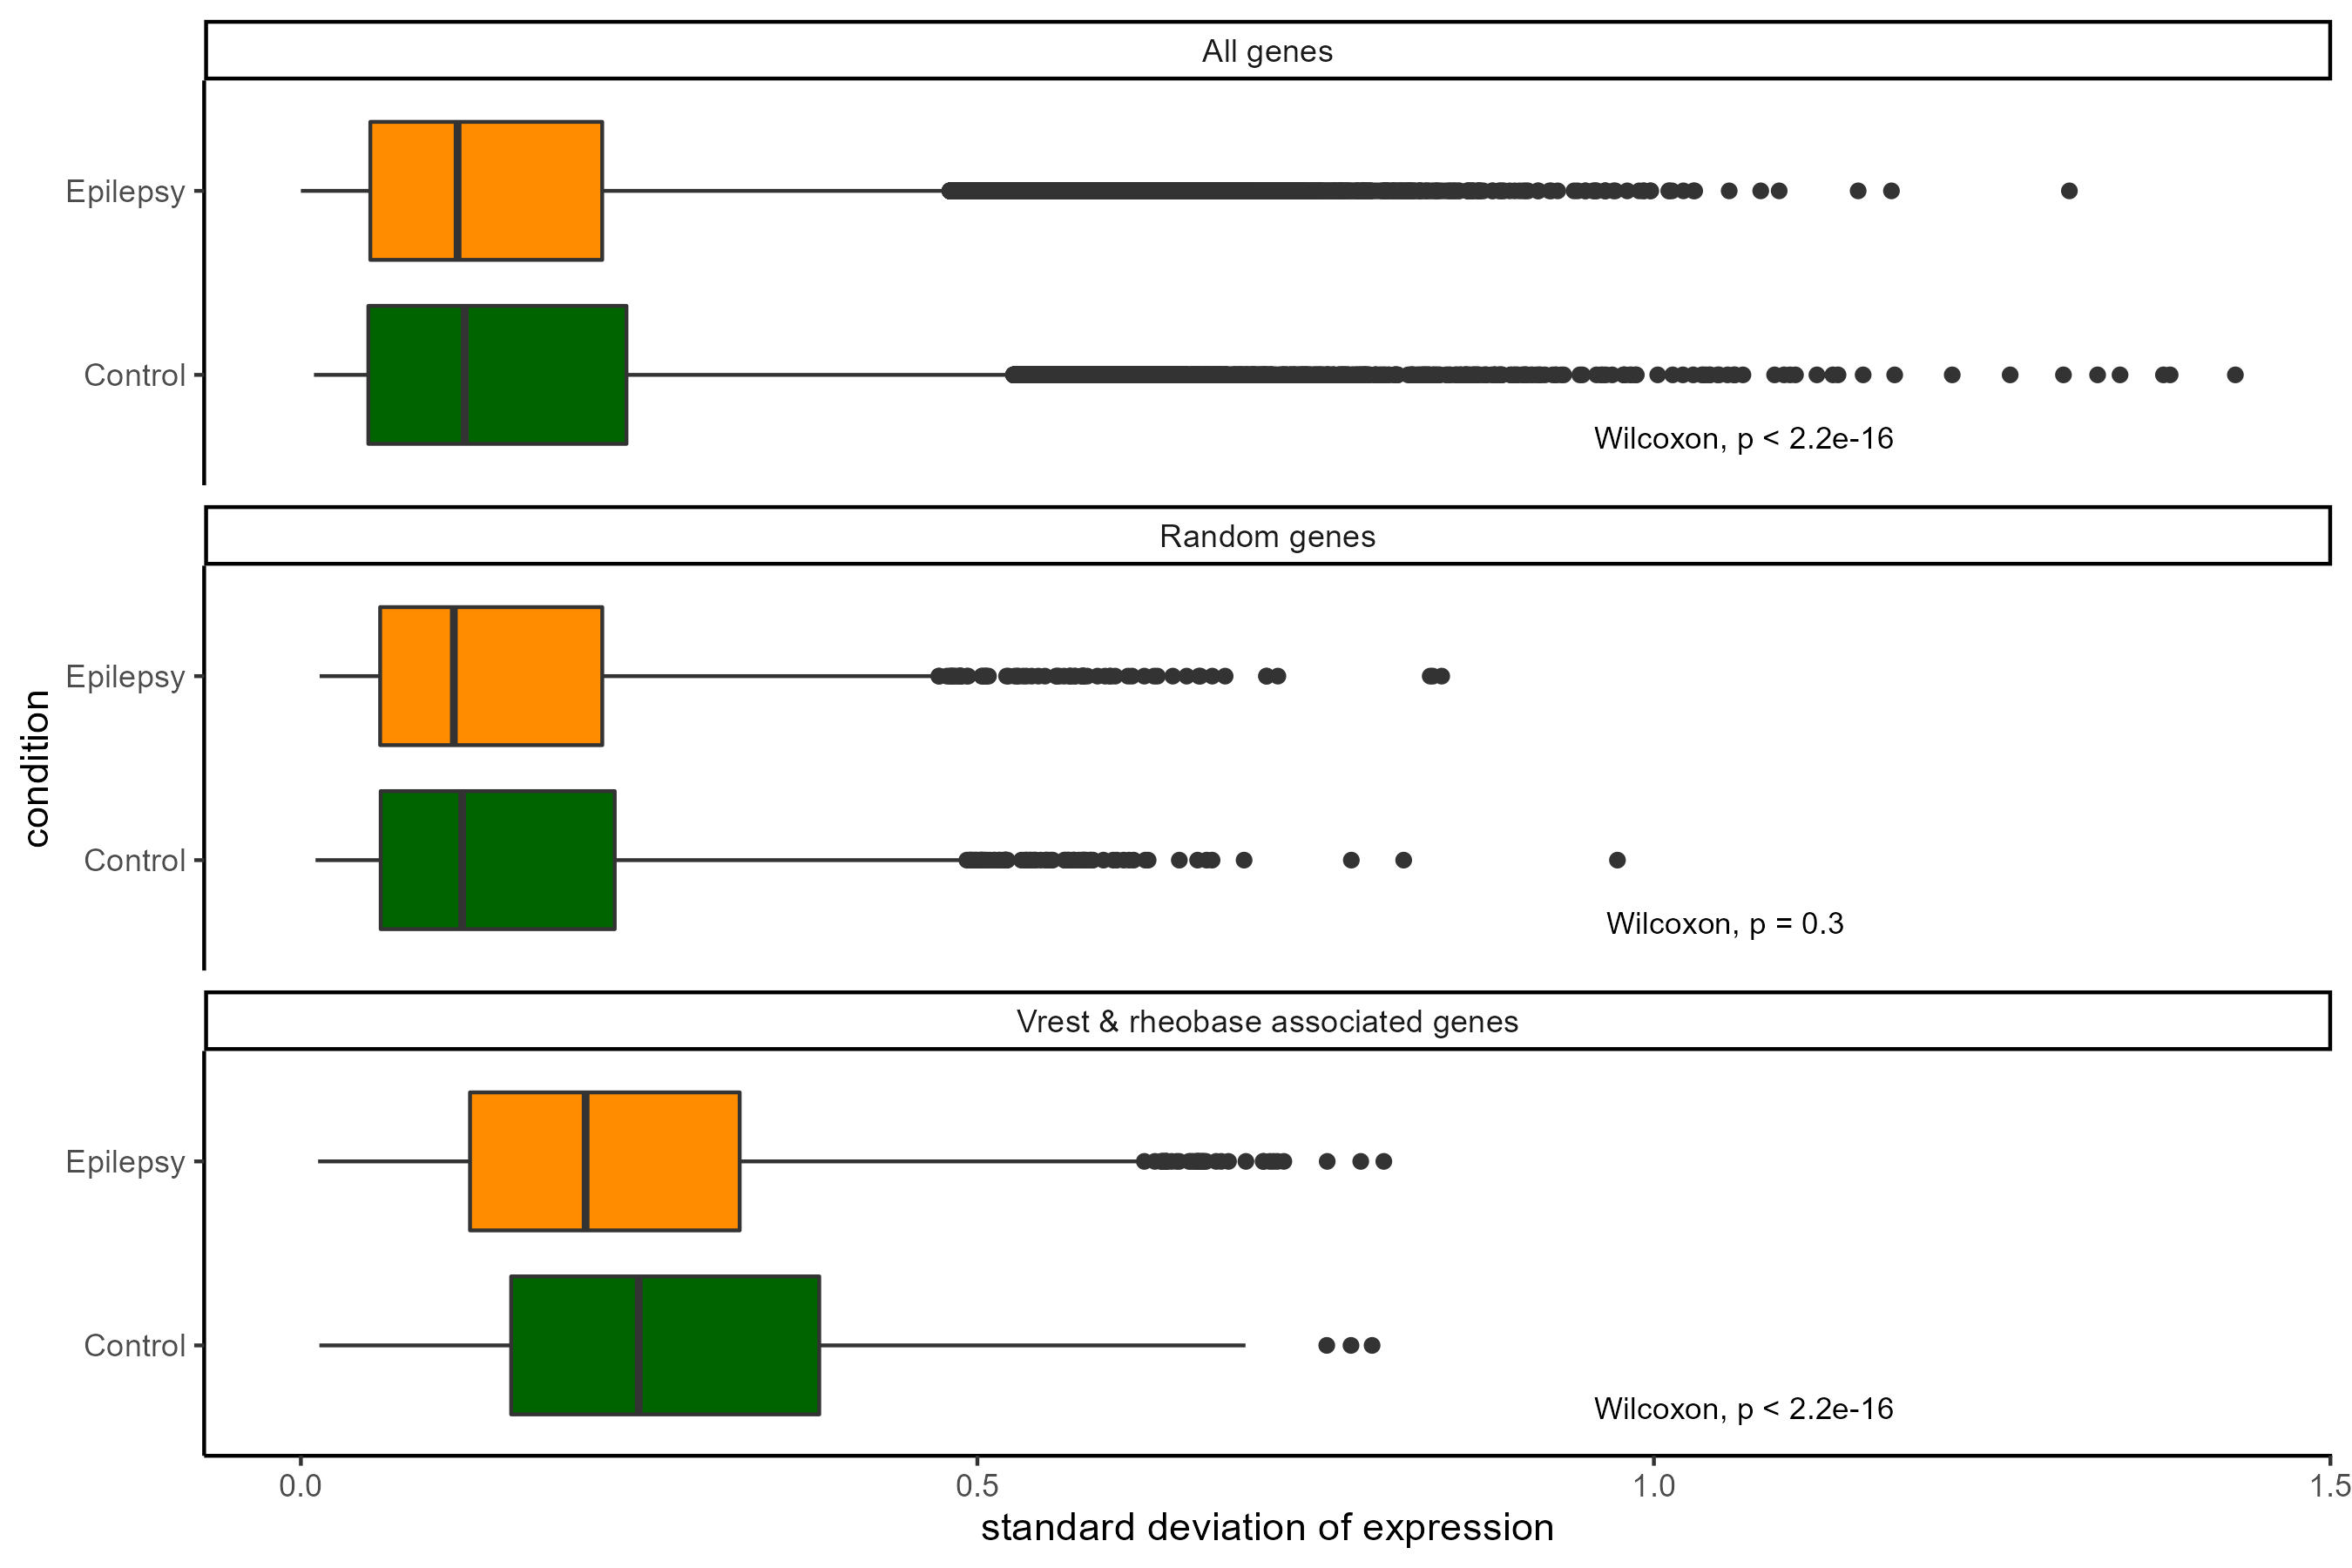 All genes
Epilepsy
Control
Wilcoxon, p < 2.2e-16
Random genes
Epilepsy
Control
Wilcoxon, p = 0.3
condition
Vrest & rheobase associated genes
Epilepsy
Control
Wilcoxon, p < 2.2e-16
0.0 0.5 1.0 1.5
standard deviation of expression